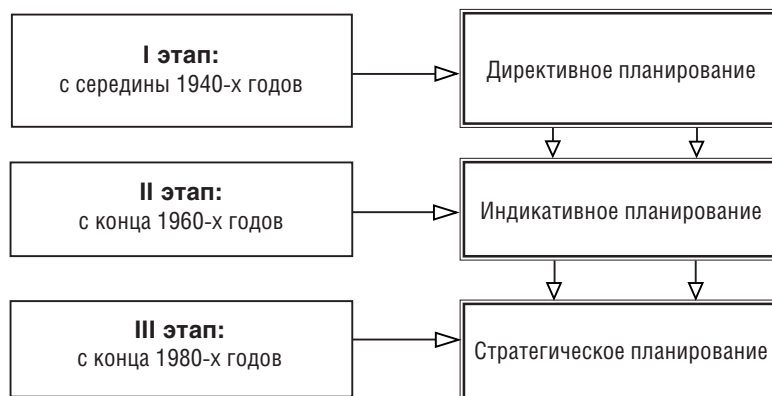 I этап:
с середины 1940-х годов
Директивное планирование
II этап:
с конца 1960-х годов
Индикативное планирование
III этап:
с конца 1980-х годов
Стратегическое планирование